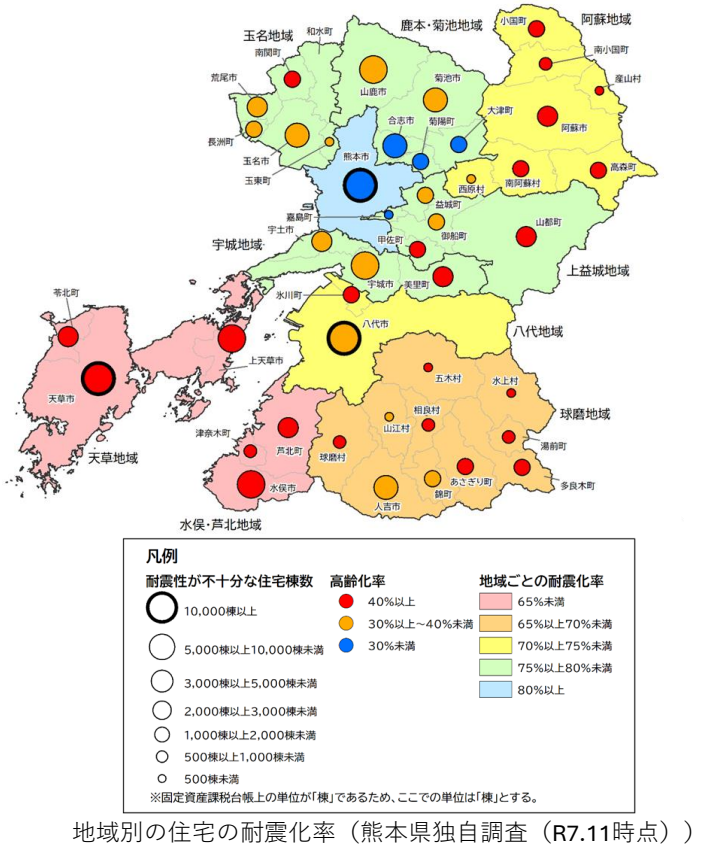 鹿本・菊池地域
阿蘇地域
玉名地域
和水町
小国町
南関町
南小国町
荒尾市
山鹿市
菊池市
産山村
合志市
菊陽町
大津町
阿蘇市
長洲町
玉名市
熊本市
玉東町
西原村
南阿蘇村
高森町
益城町
嘉島町
宇土市
御船町
山都町
甲佐町
宇城地域
上益城地域
宇城市
美里町
氷川町
苓北町
八代市
八代地域
上天草市
五木村
水上村
天草市
相良村
球磨地域
山江村
津奈木町
芦北町
球磨村
湯前町
天草地域
あさぎり町
多良木町
水俣市
錦町
人吉市
水俣・芦北地域
凡例
耐震性が不十分な住宅棟数
10,000棟以上
5,000棟以上10,000棟未満
3,000棟以上5,000棟未満
2,000棟以上3,000棟未満
1,000棟以上2,000棟未満
500棟以上1,000棟未満
500棟未満
高齢化率
40%以上
30%以上~40%未満
30%未満
地域ごとの耐震化率
65%未満
65%以上70%未満
70%以上75%未満
75%以上80%未満
80%以上
※固定資産課税台帳上の単位が「棟」であるため、ここでの単位は「棟」とする。
地域別の住宅の耐震化率(熊本県独自調査(R7.11時点))